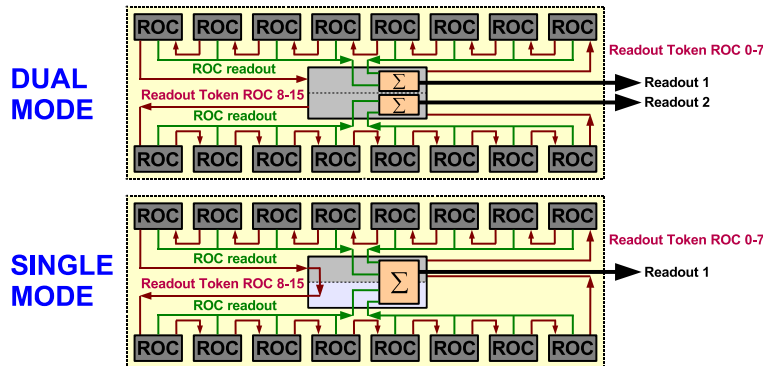 ROC ROC ROC ROC ROC ROC ROC ROC
Readout Token ROC 0-7
ROC readout
DUAL
MODE
Σ
Readout 1
Readout Token ROC 8-15
Σ
Readout 2
ROC readout
ROC ROC ROC ROC ROC ROC ROC ROC
ROC ROC ROC ROC ROC ROC ROC ROC
Readout Token ROC 0-7
ROC readout
SINGLE
MODE
Σ
Readout 1
Readout Token ROC 8-15
ROC readout
ROC ROC ROC ROC ROC ROC ROC ROC